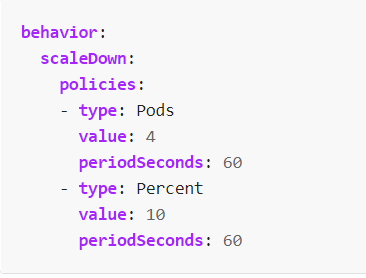 behavior:
  scaleDown:
    policies:
    - type: Pods
      value: 4
      periodSeconds: 60
    - type: Percent
      value: 10
      periodSeconds: 60